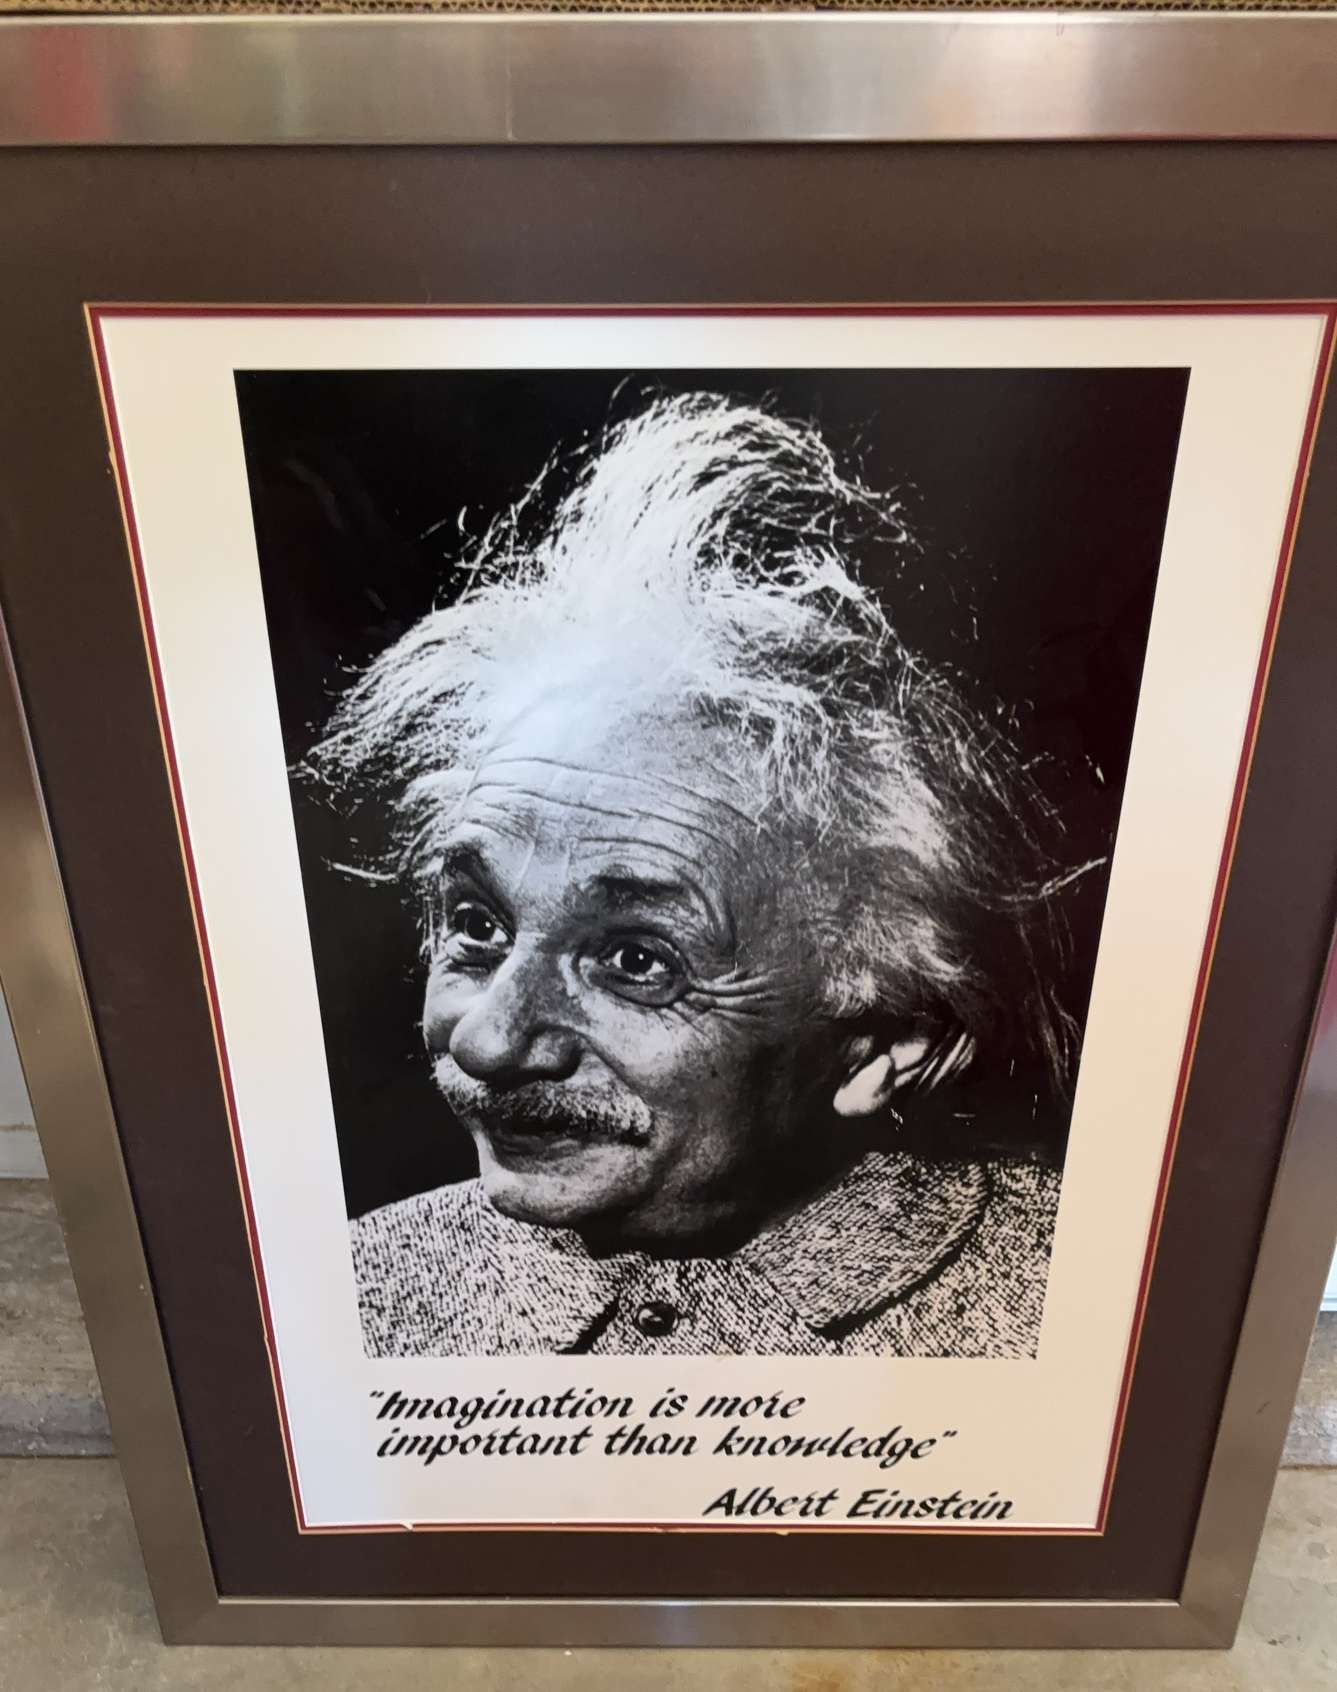 "Imagination is more
important than knowledge"
Albert Einstein